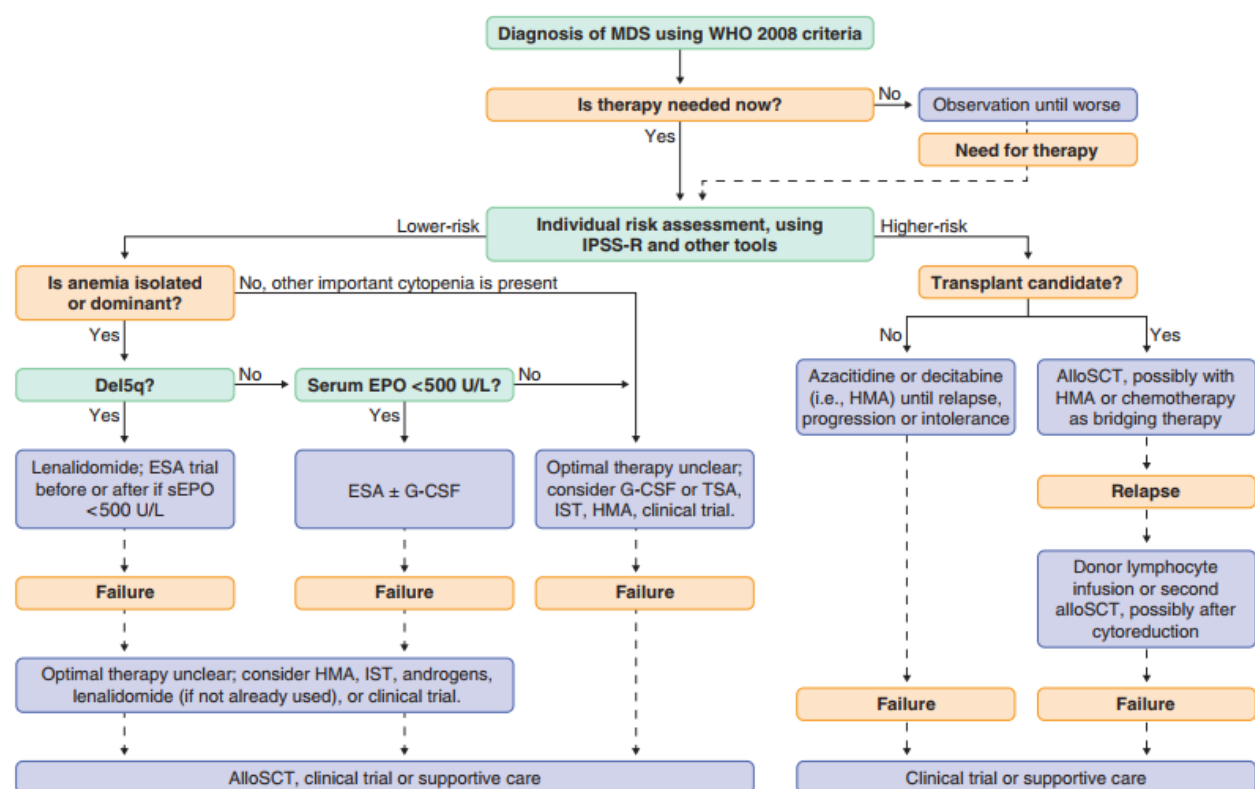 Diagnosis of MDS using WHO 2008 criteria
Is therapy needed now?
No
Observation until worse
Yes
Need for therapy
Lower-risk
Individual risk assessment, using
IPSS-R and other tools
Higher-risk
Is anemia isolated
or dominant?
No, other important cytopenia is present
Transplant candidate?
Yes
No
Yes
Del5q?
No
Serum EPO <500 U/L?
No
Azacitidine or decitabine
(i.e., HMA) until relapse,
progression or intolerance
AlloSCT, possibly with
HMA or chemotherapy
as bridging therapy
Yes
Yes
Lenalidomide; ESA trial
before or after if sEPO
<500 U/L
ESA ± G-CSF
Optimal therapy unclear;
consider G-CSF or TSA,
IST, HMA, clinical trial.
Relapse
Failure
Failure
Failure
Donor lymphocyte
infusion or second
alloSCT, possibly after
cytoreduction
Optimal therapy unclear; consider HMA, IST, androgens,
lenalidomide (if not already used), or clinical trial.
Failure
Failure
AlloSCT, clinical trial or supportive care
Clinical trial or supportive care